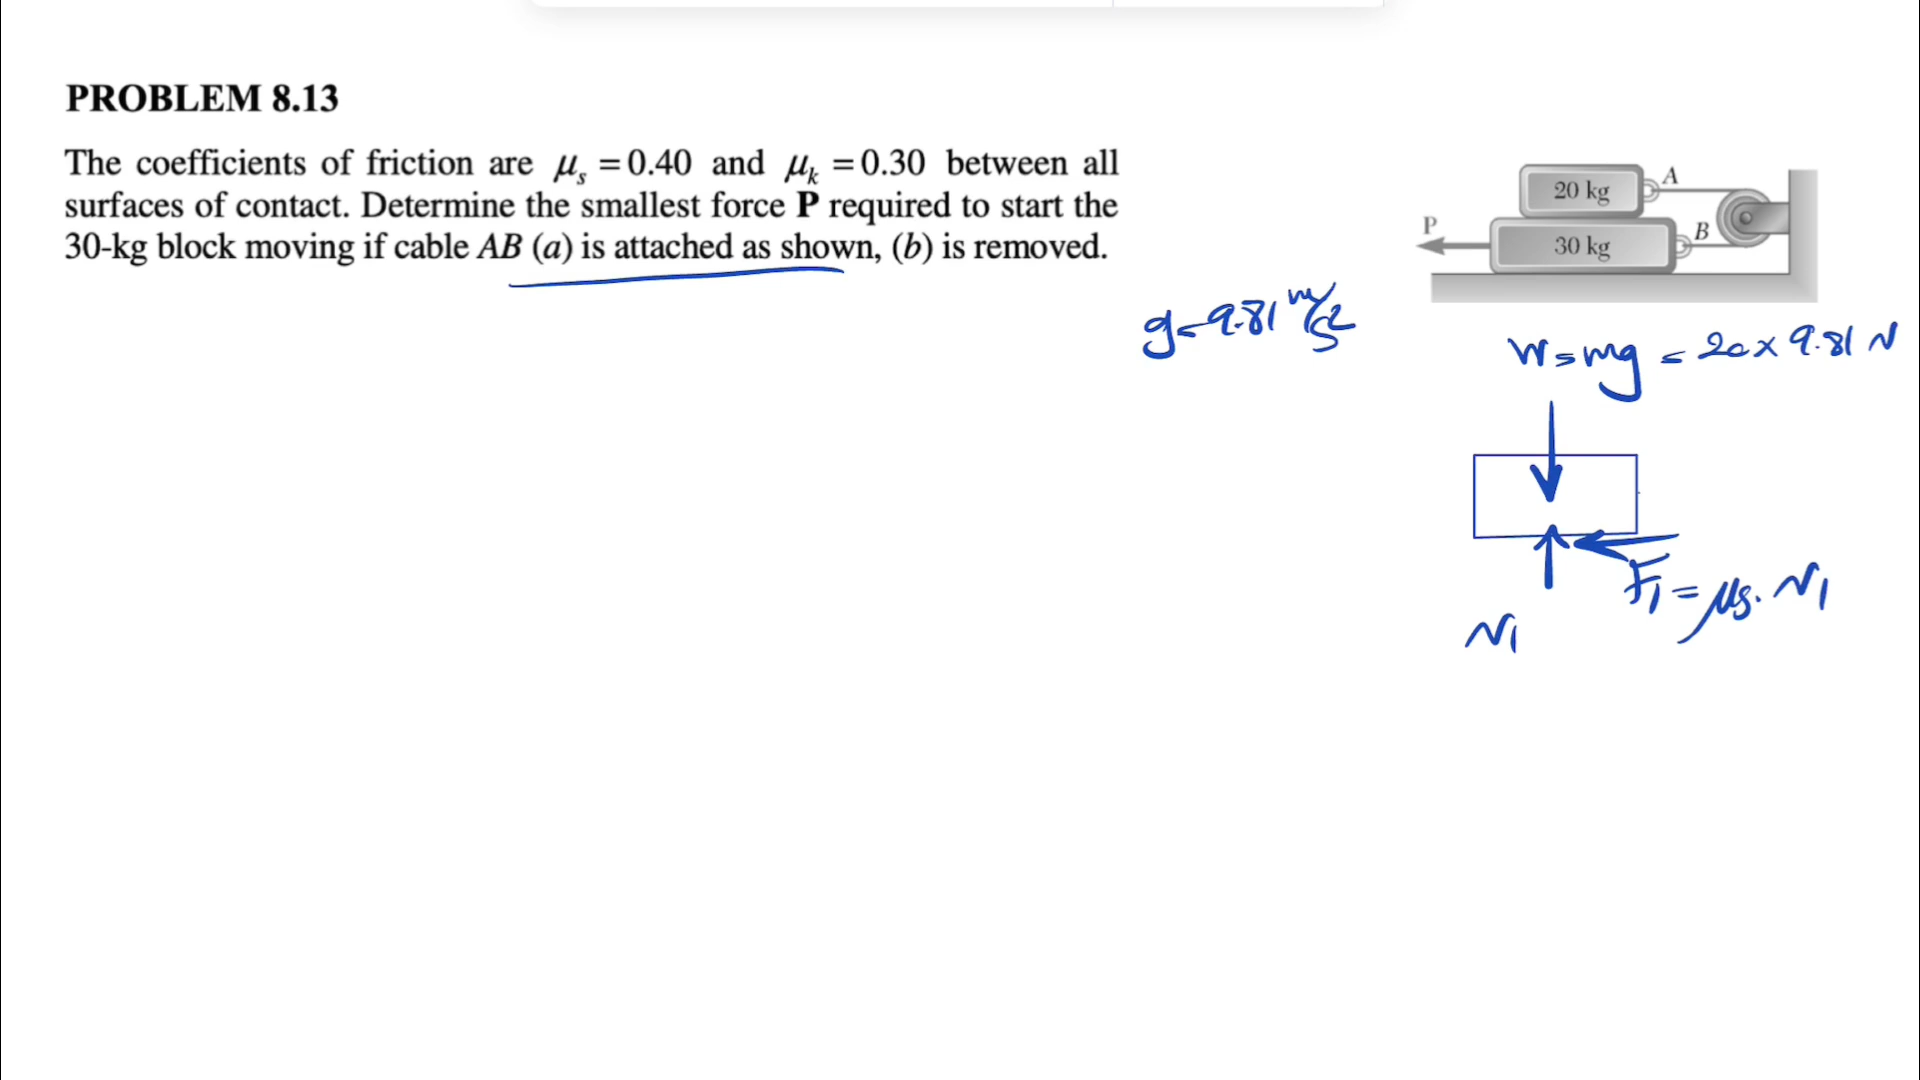 PROBLEM 8.13
The coefficients of friction are μs = 0.40 and μk = 0.30 between all
surfaces of contact. Determine the smallest force P required to start the
30-kg block moving if cable AB (a) is attached as shown, (b) is removed.
20 kg
A
P
30 kg
B
g = 9.81 m/s2
W = mg = 20 x 9.81 N
F1 = μs. N1
N1